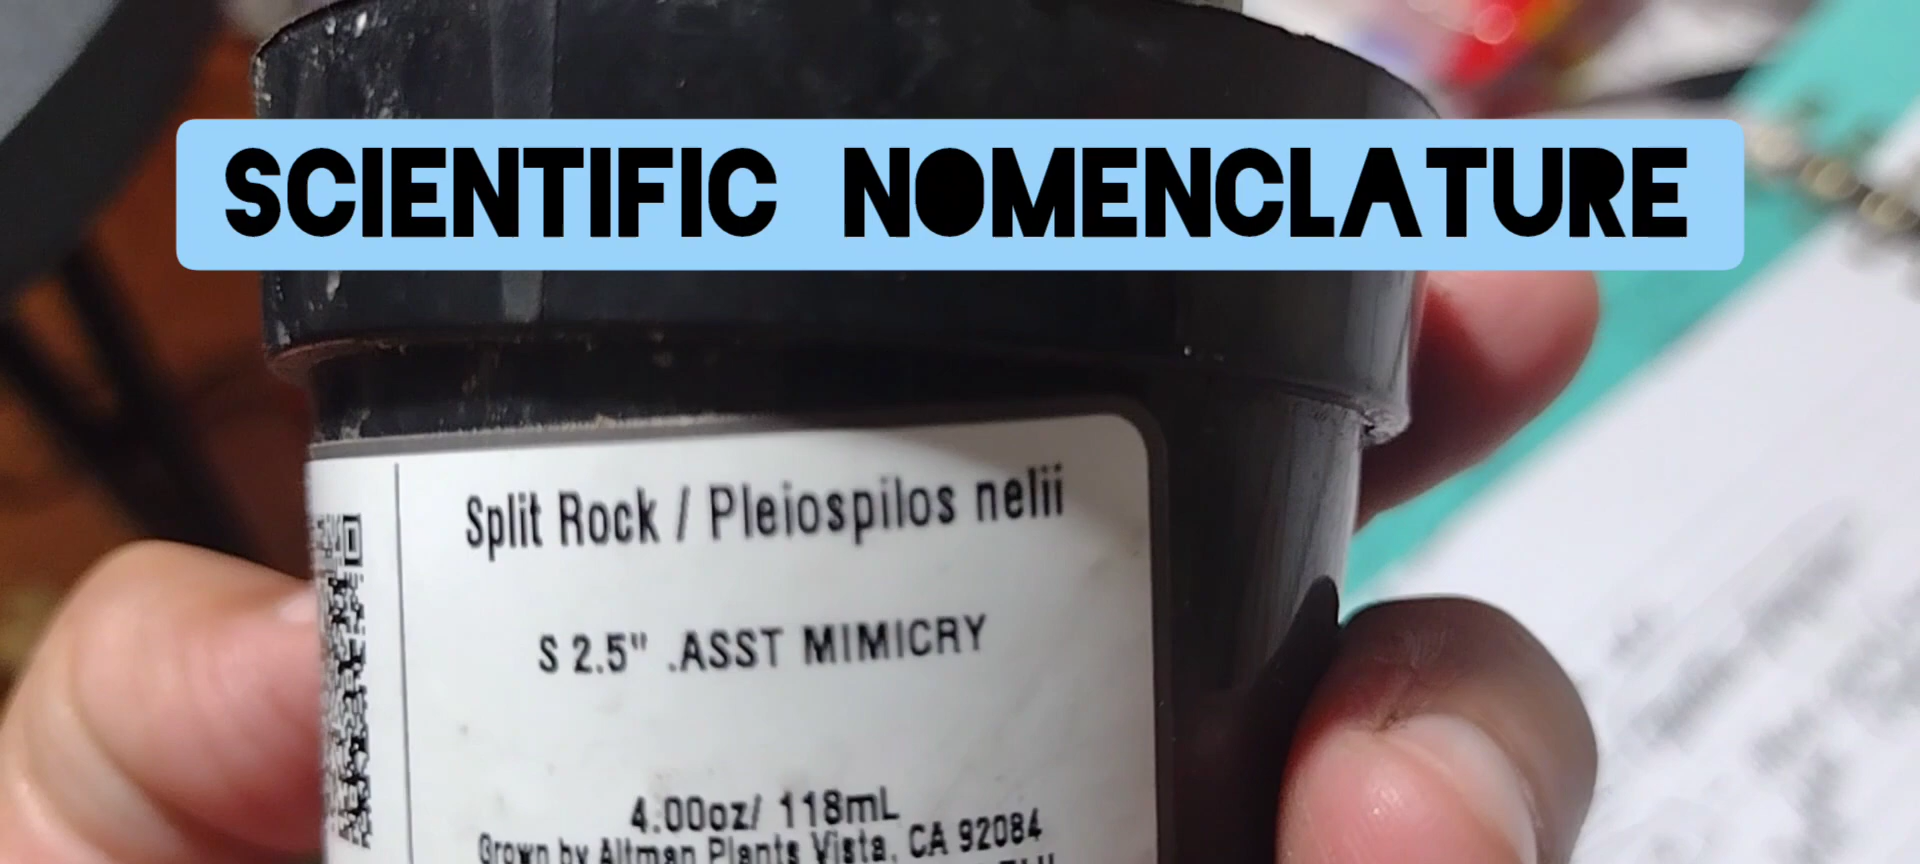 SCIENTIFIC NOMENCLATURE
Split Rock / Pleiospilos nelii
S 2.5" .ASST MIMICRY
4.00oz/ 118mL
Grown by Altman Plants Vista, CA 92084